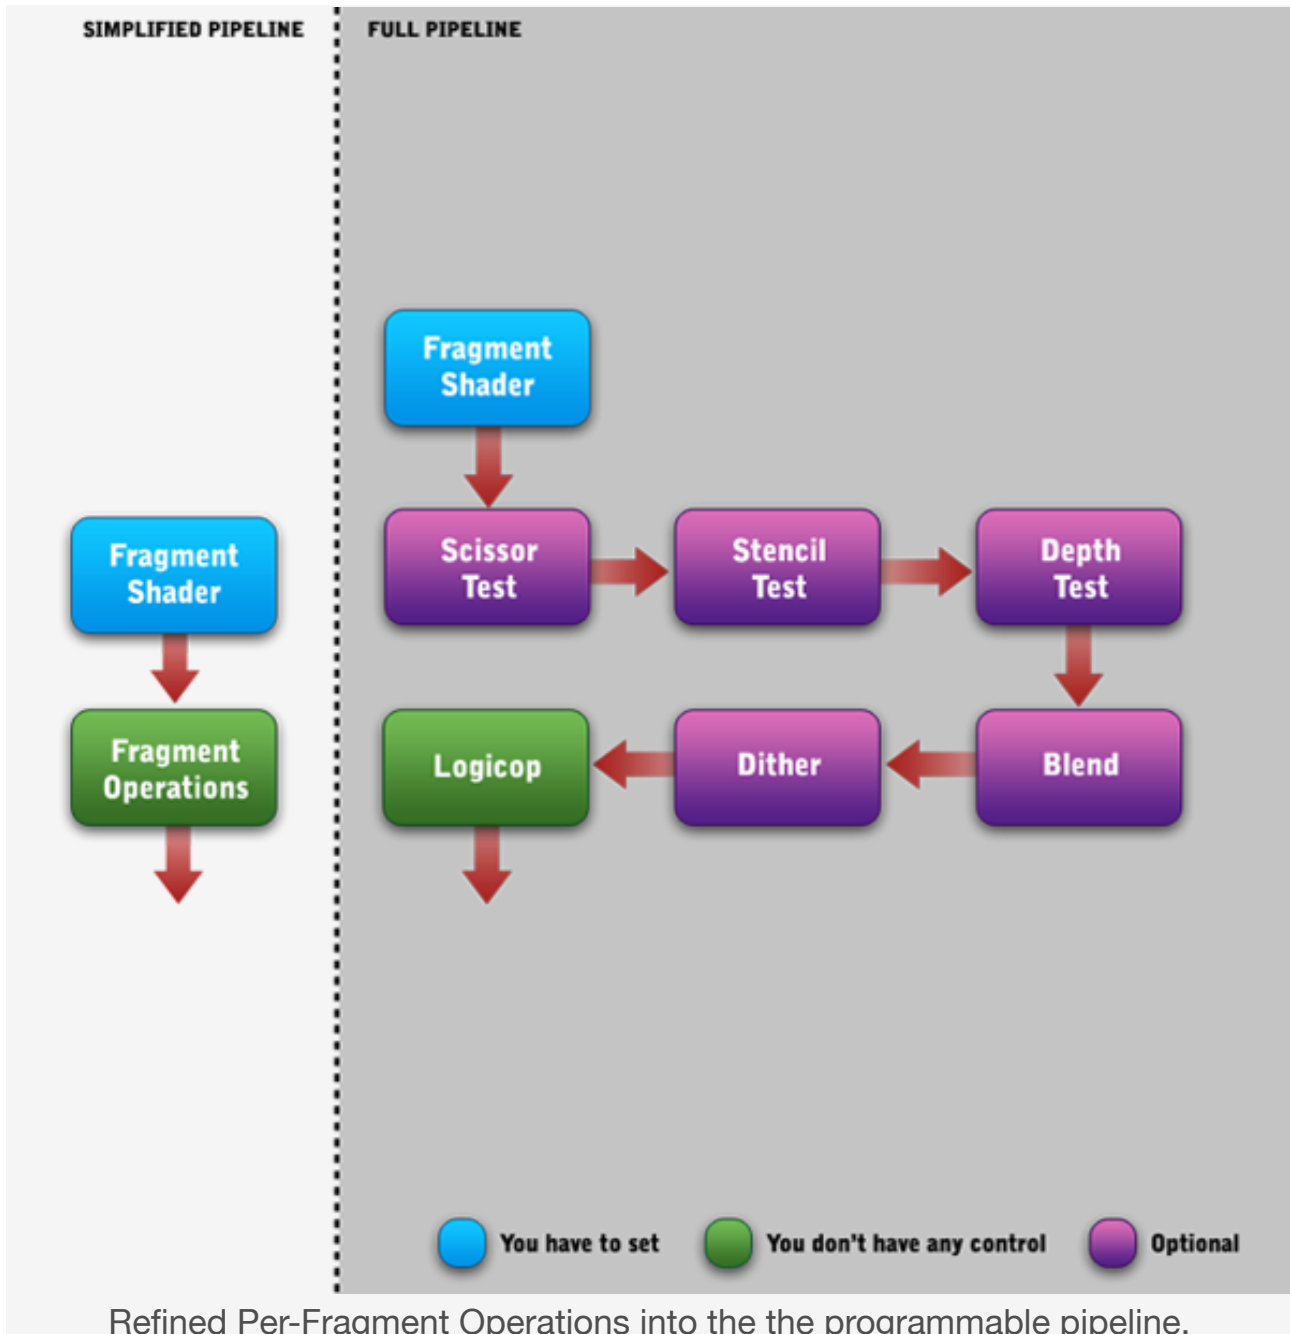 SIMPLIFIED PIPELINE
FULL PIPELINE
Fragment
Shader
Fragment
Operations
Fragment
Shader
Scissor
Test
Stencil
Test
Depth
Test
Blend
Dither
Logicop
You have to set
You don't have any control
Optional
Refined Per-Fragment Operations into the the programmable pipeline.